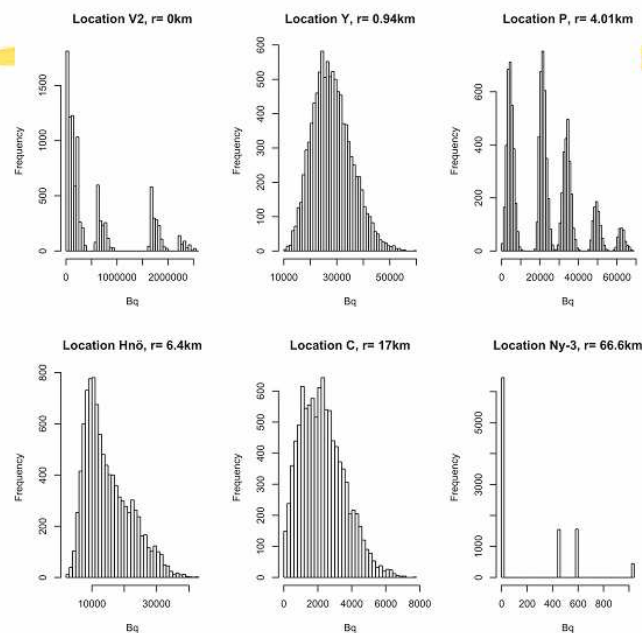 Location V2, r= 0km
Frequency
1500
1000
500
0
0 1000000 2000000
Bq
Location Y, r= 0.94km
Frequency
600
500
400
300
200
100
0
10000 30000 50000
Bq
Location P, r= 4.01km
Frequency
600
400
200
0
0 20000 40000 60000
Bq
Location Hnö, r= 6.4km
Frequency
800
600
400
200
0
10000 30000
Bq
Location C, r= 17km
Frequency
600
500
400
300
200
100
0
0 2000 4000 6000 8000
Bq
Location Ny-3, r= 66.6km
Frequency
5000
3000
1000
0
0 200 400 600 800
Bq